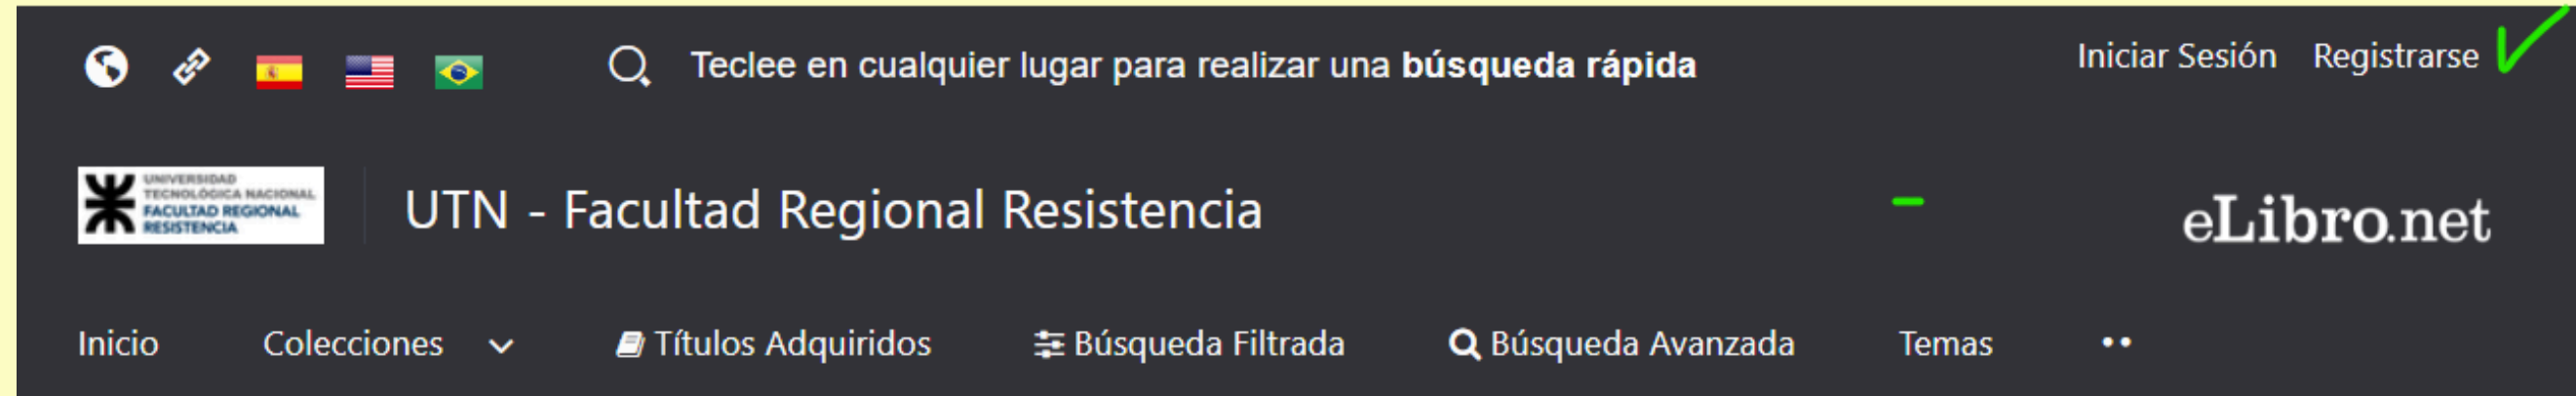 Teclee en cualquier lugar para realizar una búsqueda rápida
Iniciar Sesión Registrarse
UNIVERSIDAD
TECNOLÓGICA NACIONAL
FACULTAD REGIONAL
RESISTENCIA
UTN - Facultad Regional Resistencia
eLibro.net
Inicio Colecciones Títulos Adquiridos Búsqueda Filtrada Búsqueda Avanzada Temas